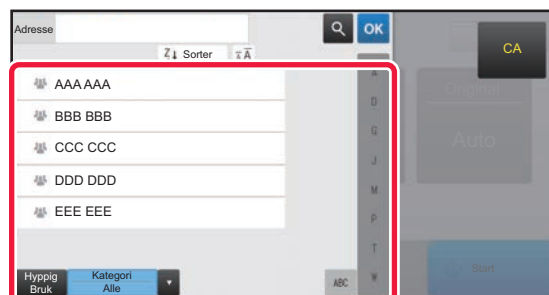 Adresse
OK
CA
Z↓ Sorter
AAA AAA
BBB BBB
CCC CCC
DDD DDD
EEE EEE
A
D
G
J
M
P
T
W
Original
Auto
Hyppig
Bruk
Kategori
Alle
ABC
Start